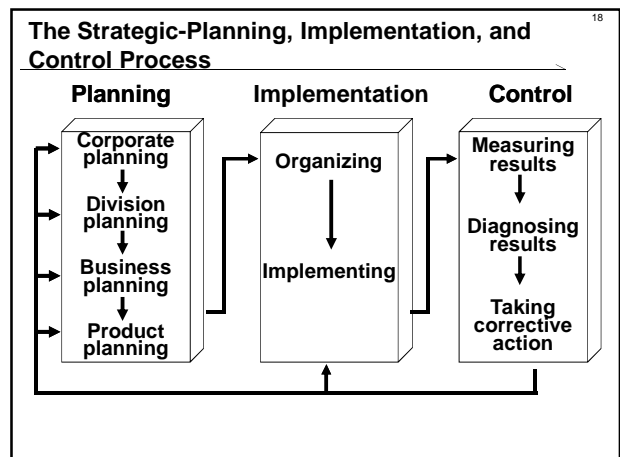 18
The Strategic-Planning, Implementation, and
Control Process
Planning
Corporate
planning
Division
planning
Business
planning
Product
planning
Implementation
Organizing
Implementing
Control
Measuring
results
Diagnosing
results
Taking
corrective
action